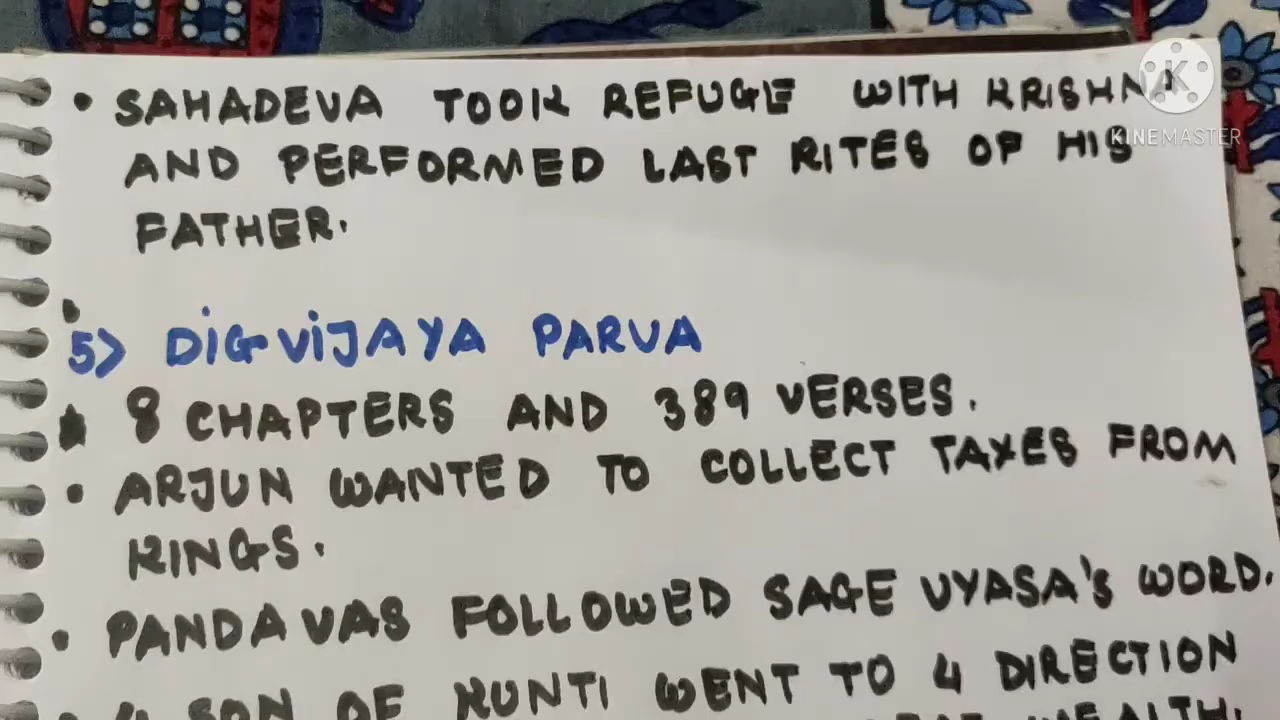 • SAHADEVA TOOK REFUGE WITH KRISHNA
AND PERFORMED LAST RITES OF HIS
FATHER.
5> DIGVIJAYA PARVA
8 CHAPTERS AND 389 VERSES.
• ARJUN WANTED TO COLLECT TAXES FROM
KINGS.
• PANDAVAS FOLLOWED SAGE VYASA'S WORD.
• 4 SON OF KUNTI WENT TO 4 DIRECTION
WEALTH.
K
KINEMASTER